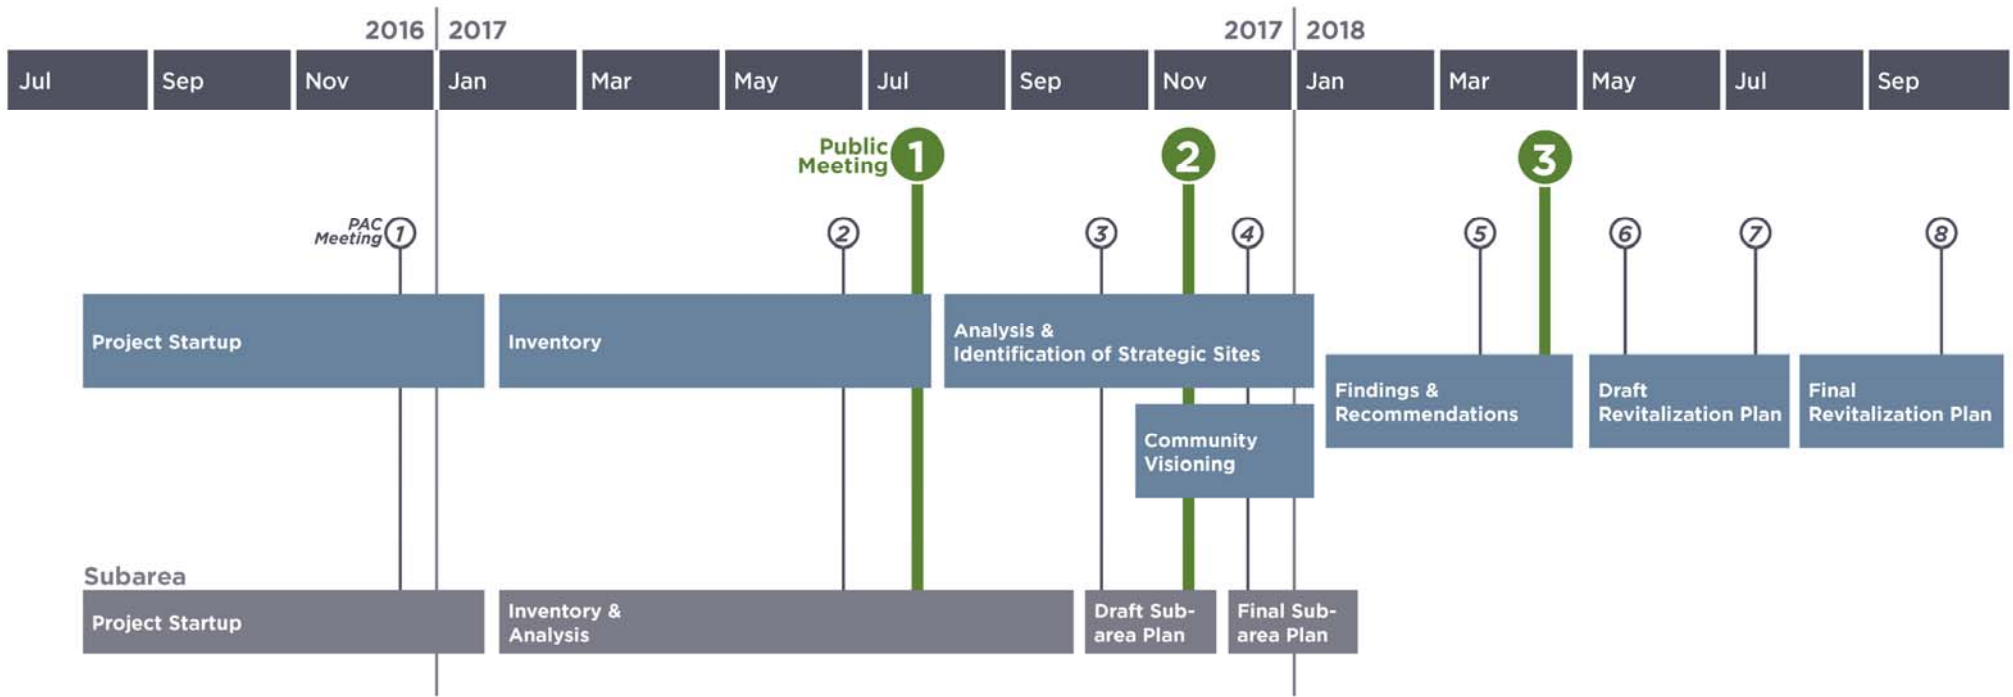 2016 2017
2017 2018
Jul Sep Nov Jan Mar May Jul Sep Nov Jan Mar May Jul Sep
Public
Meeting 1 2 3
PAC
Meeting 1 2 3 4 5 6 7 8
Project Startup
Inventory
Analysis &
Identification of Strategic Sites
Community
Visioning
Findings &
Recommendations
Draft
Revitalization Plan
Final
Revitalization Plan
Subarea
Project Startup
Inventory &
Analysis
Draft Sub-
area Plan
Final Sub-
area Plan